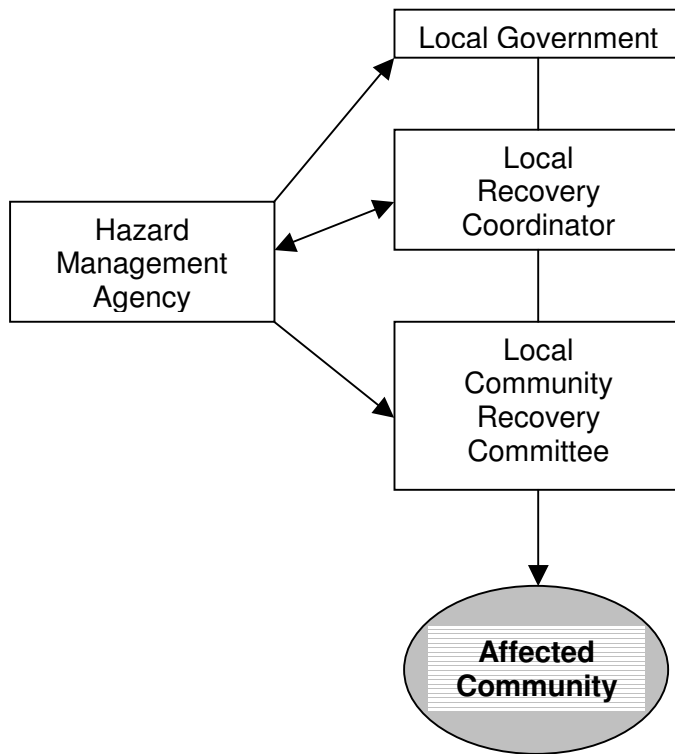 Local Government
Local
Recovery
Coordinator
Hazard
Management
Agency
Local
Community
Recovery
Committee
Affected
Community